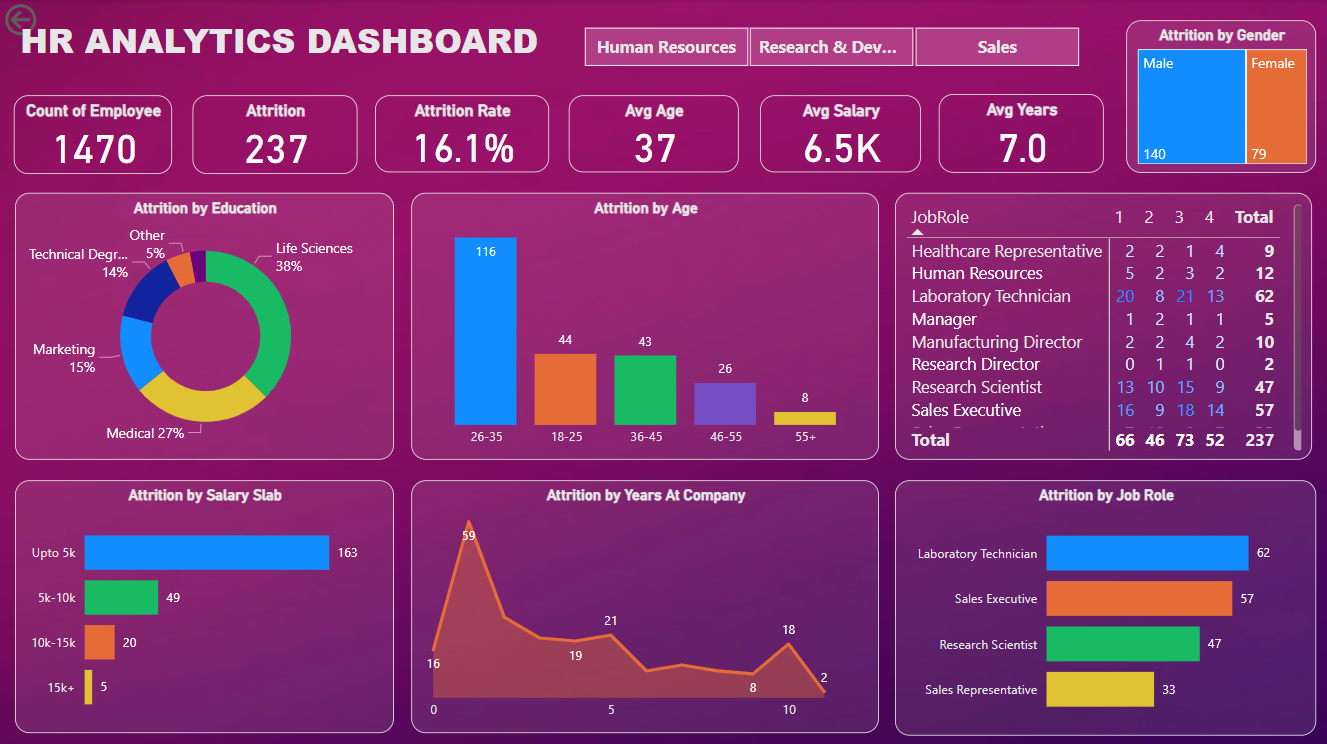 HR ANALYTICS DASHBOARD
Human Resources
Research & Dev...
Sales
Attrition by Gender
Male
Female
140
79
Count of Employee
1470
Attrition
237
Attrition Rate
16.1%
Avg Age
37
Avg Salary
6.5K
Avg Years
7.0
Attrition by Education
Other
5%
Life Sciences
38%
Technical Degr...
14%
Marketing
15%
Medical 27%
Attrition by Age
116
44
43
26
8
26-35 18-25 36-45 46-55 55+
JobRole 1 2 3 4 Total
Healthcare Representative 2 2 1 4 9
Human Resources 5 2 3 2 12
Laboratory Technician 20 8 21 13 62
Manager 1 2 1 1 5
Manufacturing Director 2 2 4 2 10
Research Director 0 1 1 0 2
Research Scientist 13 10 15 9 47
Sales Executive 16 9 18 14 57
Total 66 46 73 52 237
Attrition by Salary Slab
Upto 5k 163
5k-10k 49
10k-15k 20
15k+ 5
Attrition by Years At Company
59
21
18
16
19
8
2
0 5 10
Attrition by Job Role
Laboratory Technician 62
Sales Executive 57
Research Scientist 47
Sales Representative 33